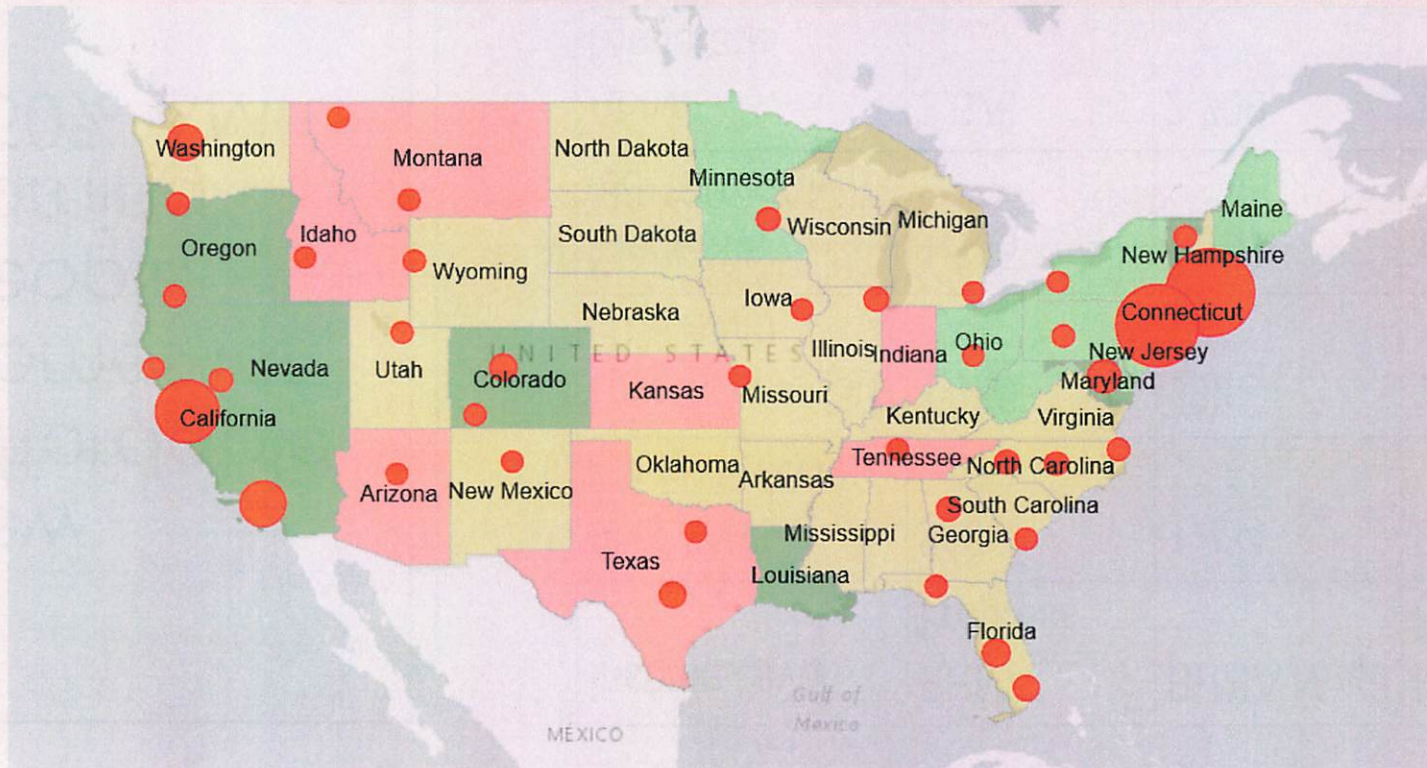 Washington
Montana
North Dakota
Minnesota
Oregon
Idaho
South Dakota
Wisconsin
Michigan
Maine
Wyoming
New Hampshire
Nebraska
Iowa
Connecticut
UNITED STATES
Nevada
Utah
Colorado
Kansas
Missouri
Illinois
Indiana
Ohio
New Jersey
Maryland
California
Kentucky
Virginia
Arizona
New Mexico
Oklahoma
Arkansas
Tennessee
North Carolina
South Carolina
Texas
Mississippi
Georgia
Louisiana
Florida
Gulf of
Mexico
MÉXICO